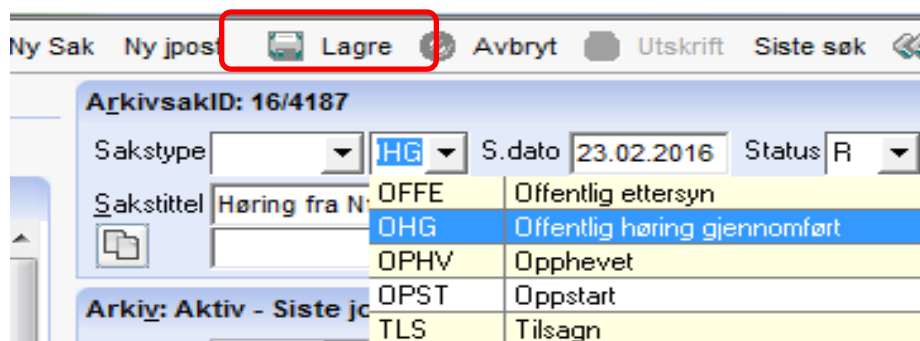 Ny Sak Ny jpost Lagre Avbryt Utskrift Siste søk
ArkivsakID: 16/4187
Sakstype HG S.dato 23.02.2016 Status R
Sakstittel Høring fra
OFFE Offentlig ettersyn
OHG Offentlig høring gjennomført
OPHV Opphevet
Arkiv: Aktiv - Siste
OPST Oppstart
TLS Tilsagn